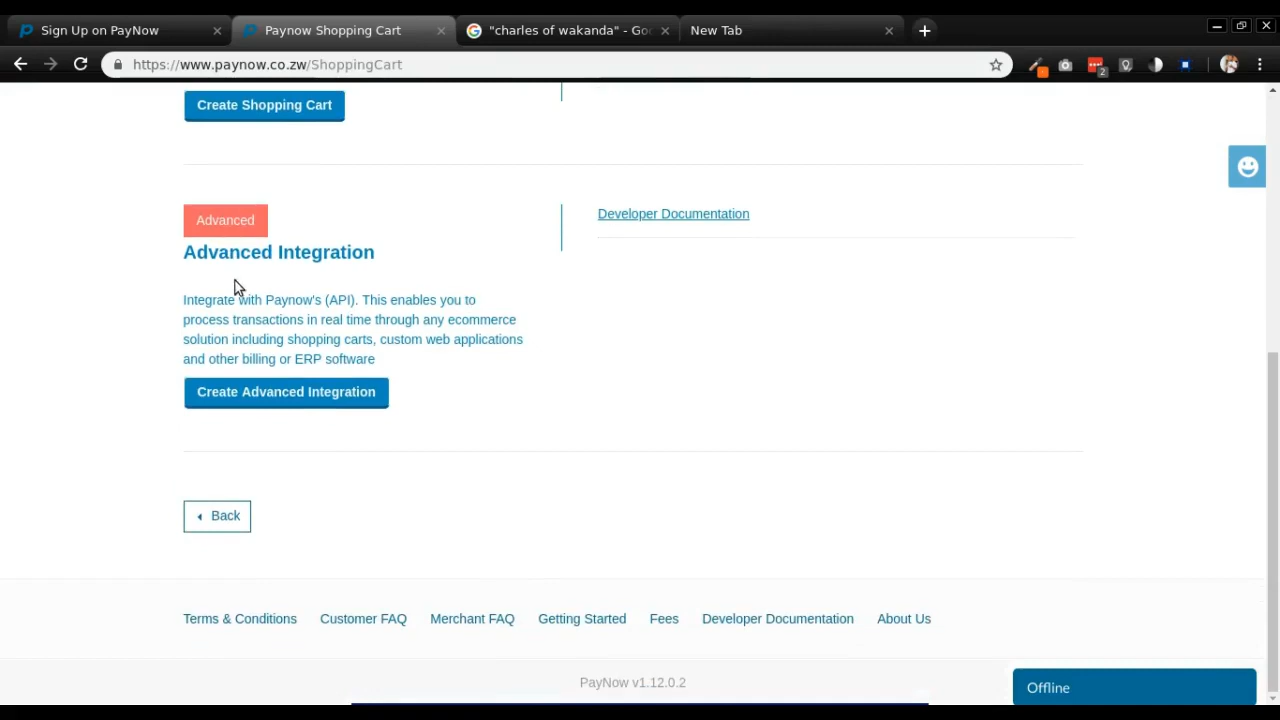 Sign Up on PayNow
Paynow Shopping Cart
"charles of wakanda" - Goo
New Tab
https://www.paynow.co.zw/ShoppingCart
2
Create Shopping Cart
Advanced
Developer Documentation
Advanced Integration
Integrate with Paynow's (API). This enables you to
process transactions in real time through any ecommerce
solution including shopping carts, custom web applications
and other billing or ERP software
Create Advanced Integration
Back
Terms & Conditions Customer FAQ Merchant FAQ Getting Started Fees Developer Documentation About Us
PayNow v1.12.0.2
Offline